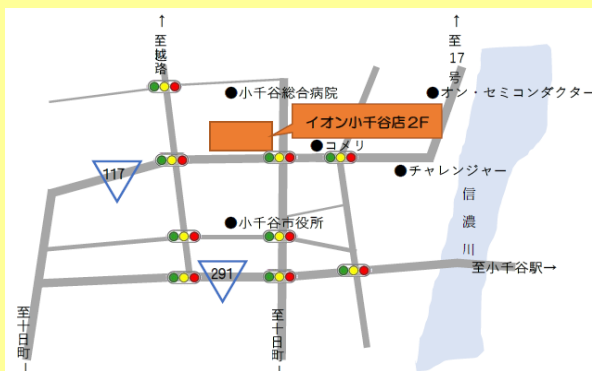 ↑至越路
↑至17号
●小千谷総合病院
●オン・セミコンダクター
イオン小千谷店2F
●コメリ
●チャレンジャー
117
信濃川
●小千谷市役所
291
至小千谷駅→
至十日町
至十日町